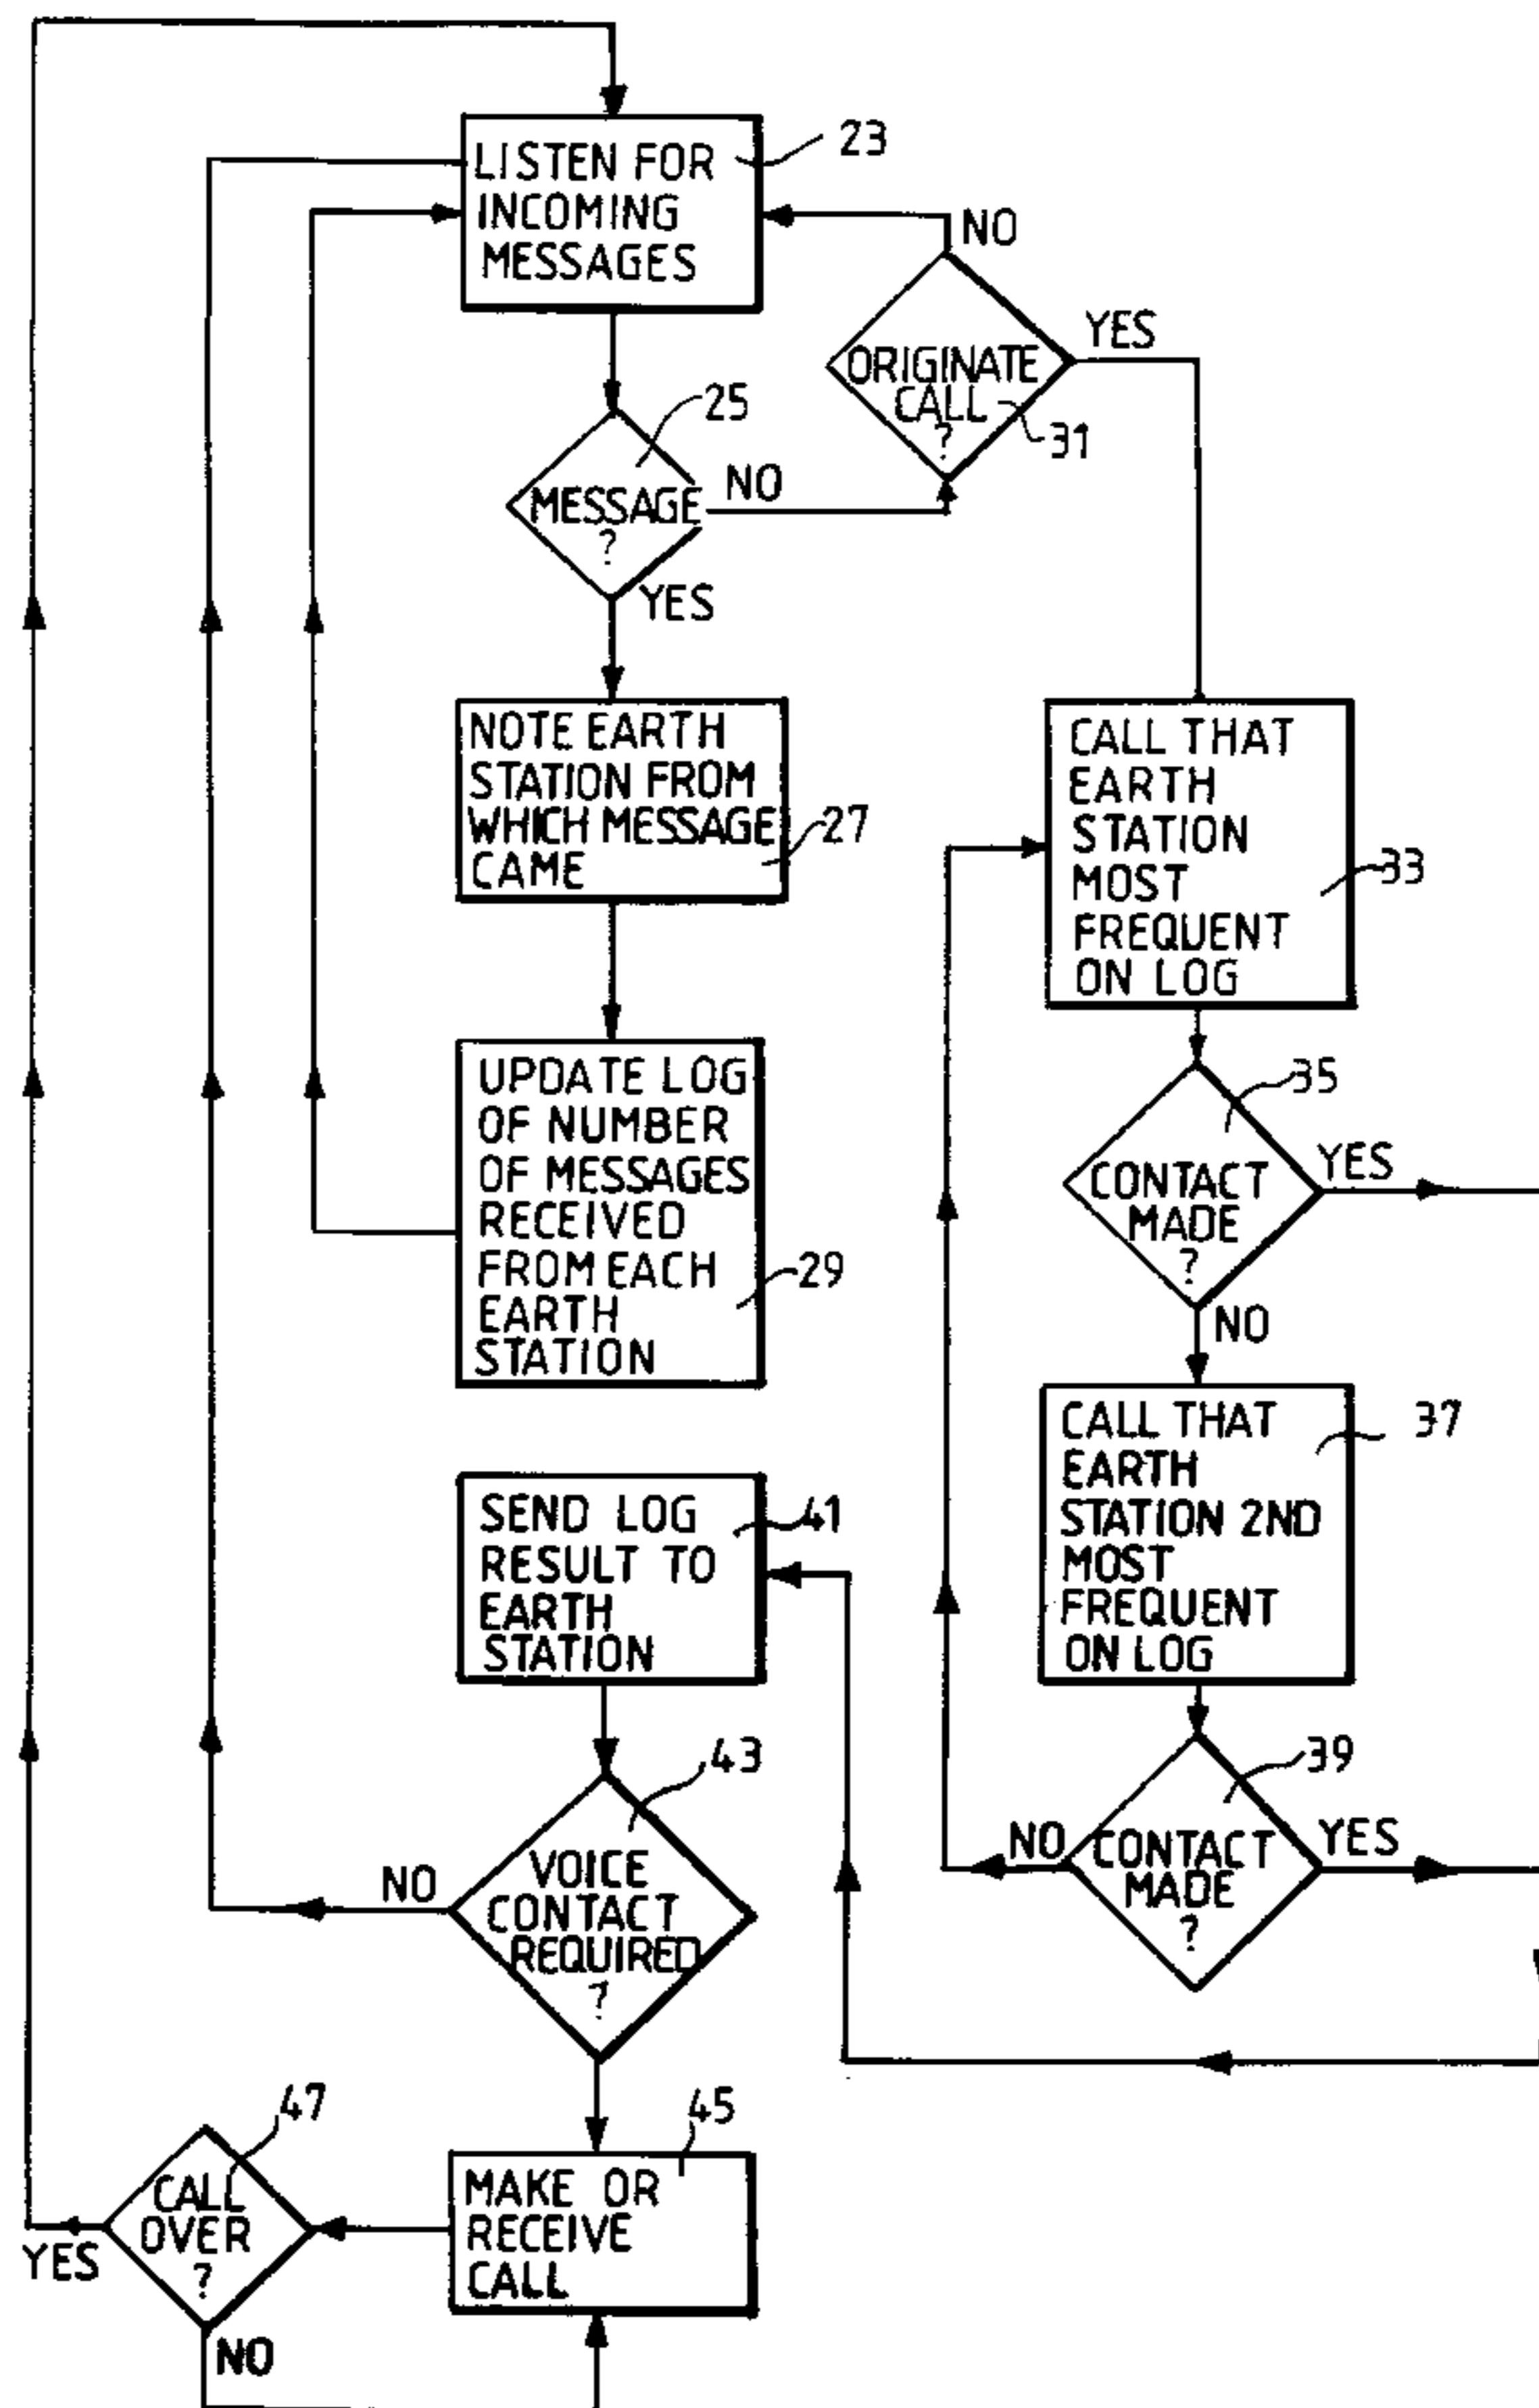 LISTEN FOR
INCOMING
MESSAGES
23
NO
ORIGINATE
CALL
?
31
YES
25
MESSAGE
?
NO
YES
NOTE EARTH
STATION FROM
WHICH MESSAGE
CAME
27
CALL THAT
EARTH
STATION
MOST
FREQUENT
ON LOG
33
UPDATE LOG
OF NUMBER
OF MESSAGES
RECEIVED
FROM EACH
EARTH
STATION
29
35
CONTACT
MADE
?
YES
NO
CALL THAT
EARTH
STATION 2ND
MOST
FREQUENT
ON LOG
37
SEND LOG
RESULT TO
EARTH
STATION
41
39
CONTACT
MADE
?
NO
YES
43
VOICE
CONTACT
REQUIRED
?
NO
45
MAKE OR
RECEIVE
CALL
47
CALL
OVER
?
YES
NO